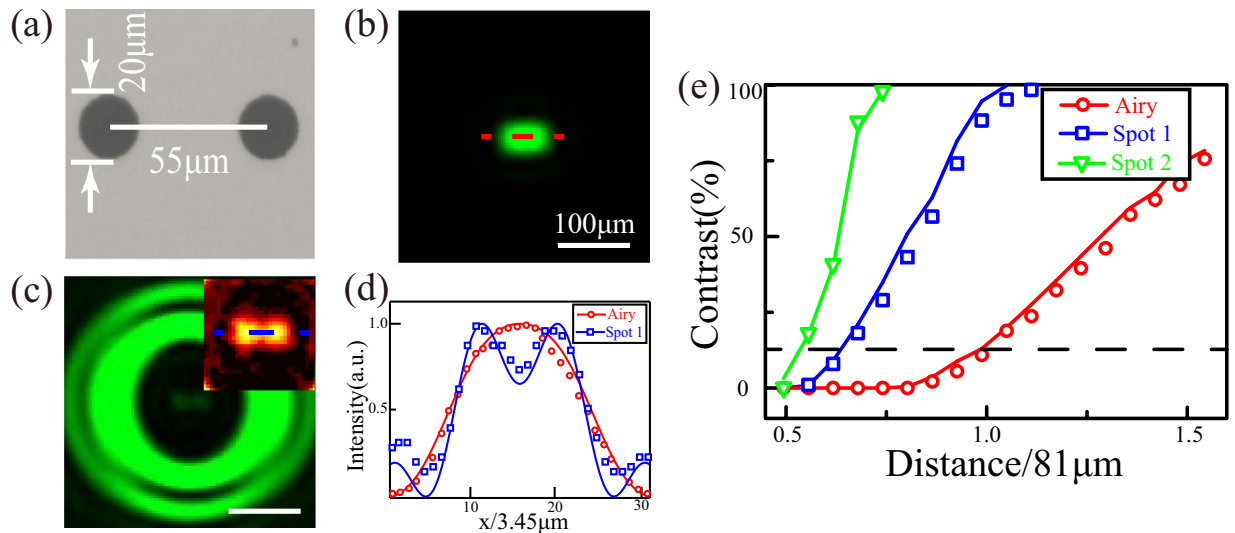 (a)
20μm
55μm
(b)
100μm
(c)
(d)
Airy
Spot 1
1.0
0.5
Intensity(a.u.)
10
20
30
x/3.45μm
(e)
Airy
Spot 1
Spot 2
100
50
0
Contrast(%)
0.5
1.0
1.5
Distance/81μm